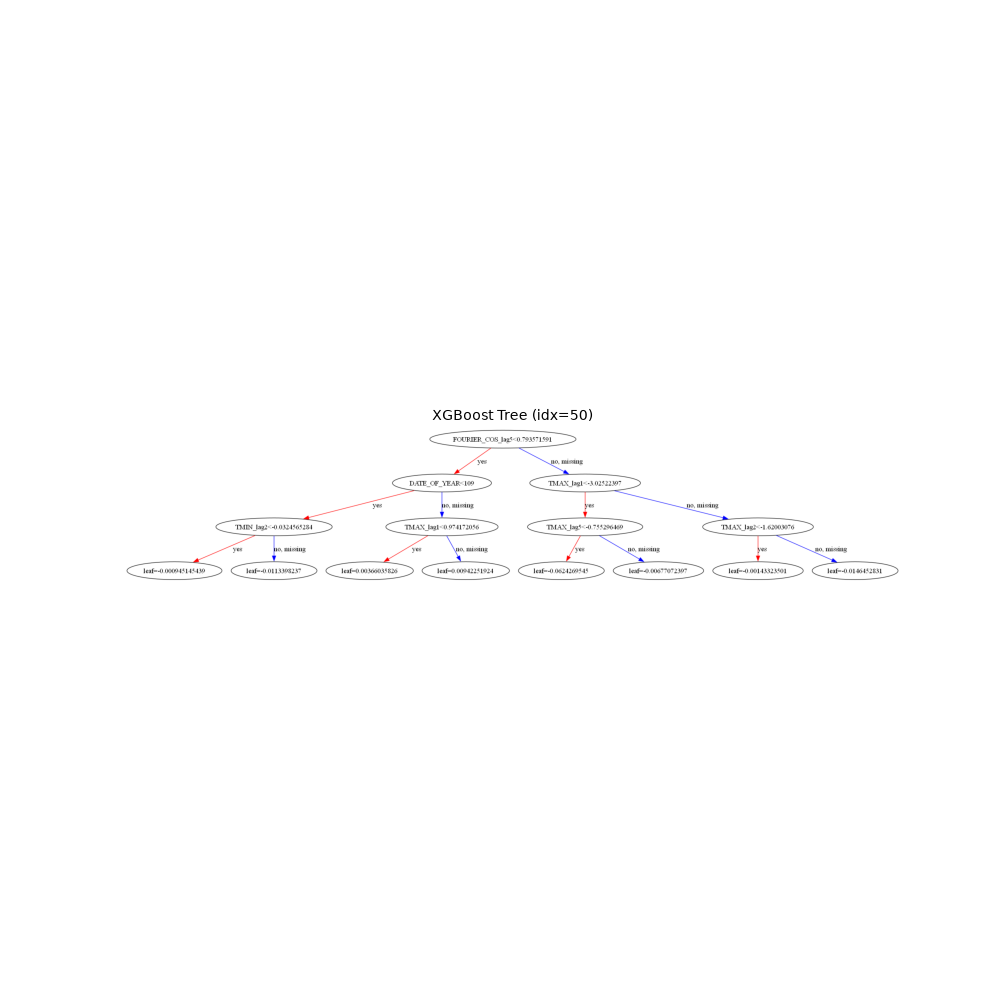 XGBoost Tree (idx=50)
FOURIER_COS_lag5<0.793571591
yes
no, missing
DATE_OF_YEAR<109
TMAX_lag1<-3.02522397
yes
no, missing
yes
no, missing
TMIN_lag2<-0.0324565284
TMAX_lag1<0.974172056
TMAX_lag5<-0.755296469
TMAX_lag2<-1.62003076
yes
no, missing
yes
no, missing
yes
no, missing
yes
no, missing
leaf=-0.000945145439
leaf=-0.0113398237
leaf=0.00366035826
leaf=0.00942251924
leaf=-0.0624269545
leaf=-0.00677072397
leaf=-0.00143323501
leaf=-0.0146452831